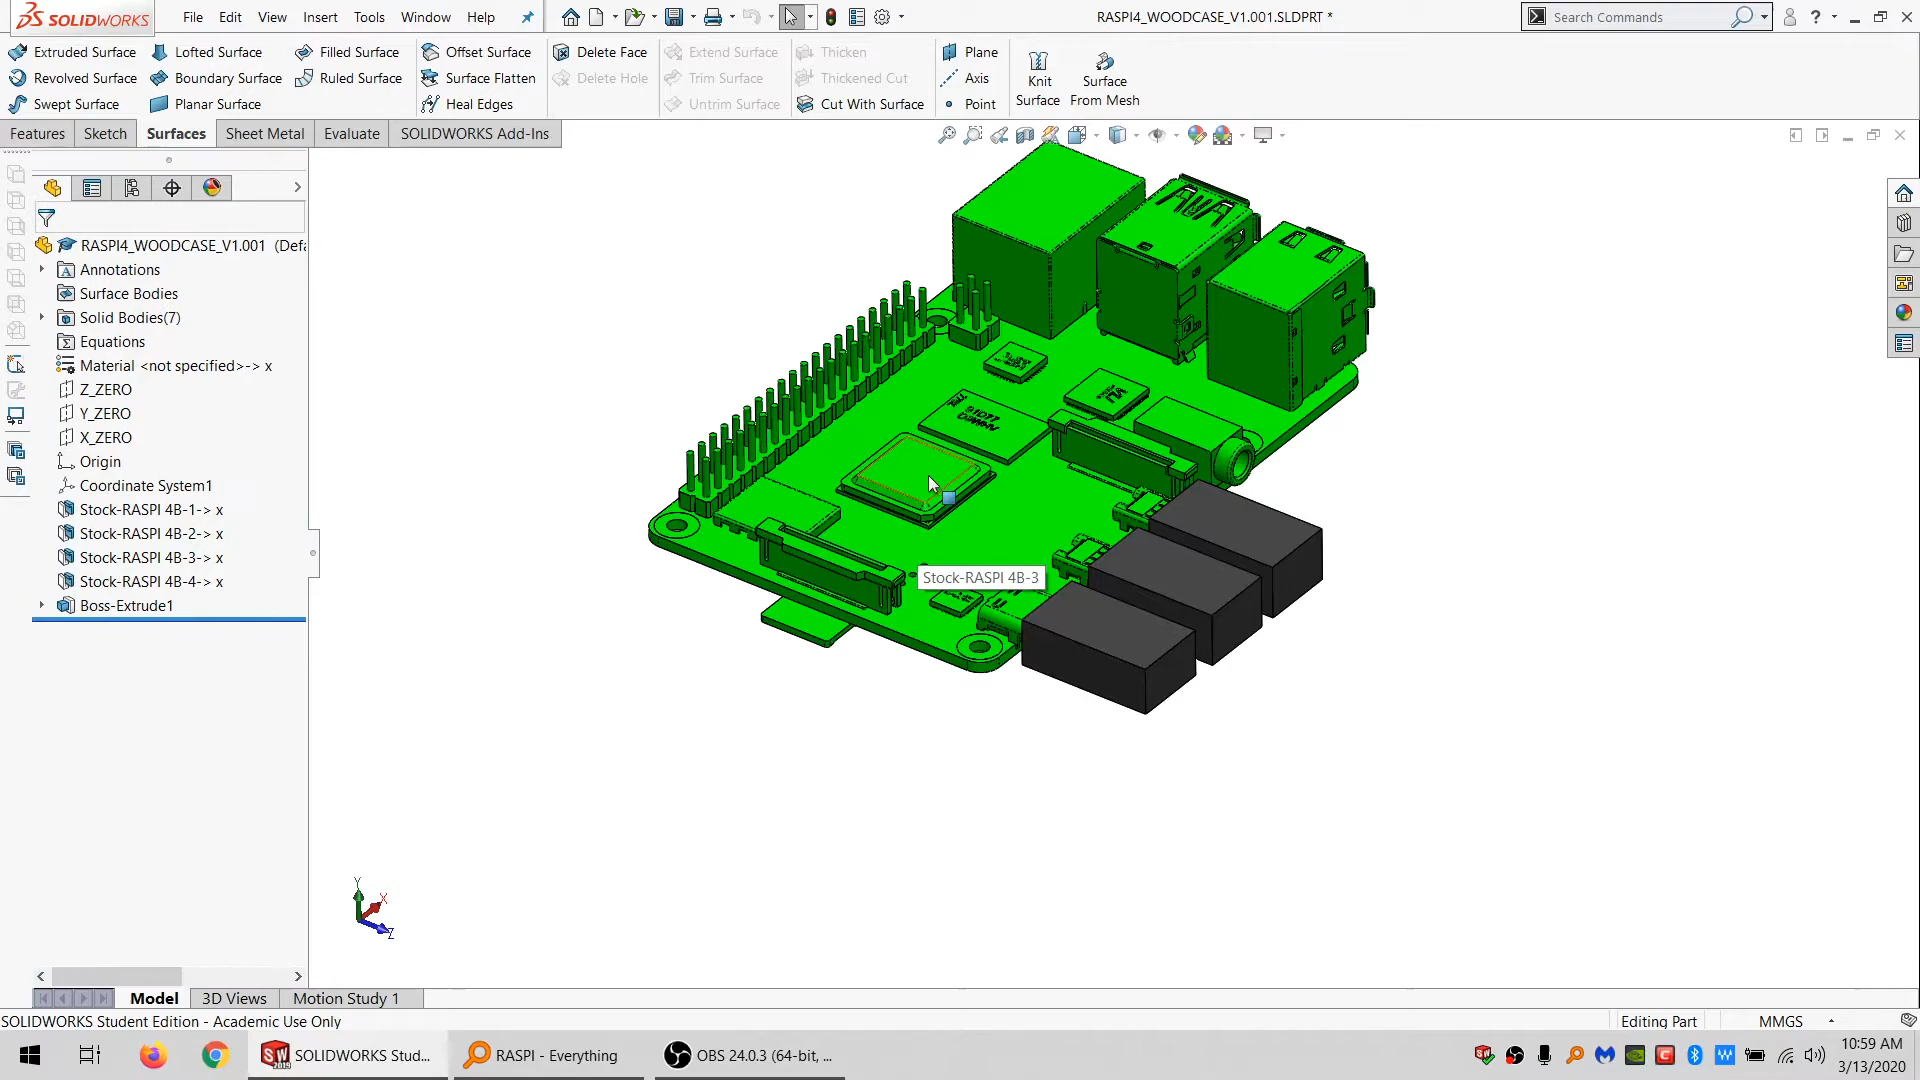 SOLIDWORKS
File Edit View Insert Tools Window Help
RASPI4_WOODCASE_V1.001.SLDPRT *
Search Commands
Extruded Surface Lofted Surface Filled Surface Offset Surface Delete Face Extend Surface Thicken Plane
Revolved Surface Boundary Surface Ruled Surface Surface Flatten Delete Hole Trim Surface Thickened Cut Axis
Swept Surface Planar Surface Heal Edges Untrim Surface Cut With Surface Point
Knit Surface
Surface From Mesh
Features Sketch Surfaces Sheet Metal Evaluate SOLIDWORKS Add-Ins
RASPI4_WOODCASE_V1.001 (Defa
Annotations
Surface Bodies
Solid Bodies(7)
Equations
Material <not specified>-> x
Z_ZERO
Y_ZERO
X_ZERO
Origin
Coordinate System1
Stock-RASPI 4B-1-> x
Stock-RASPI 4B-2-> x
Stock-RASPI 4B-3-> x
Stock-RASPI 4B-4-> x
Boss-Extrude1
Stock-RASPI 4B-3
Y
X
Z
Model 3D Views Motion Study 1
SOLIDWORKS Student Edition - Academic Use Only
Editing Part MMGS
SOLIDWORKS Stud...
RASPI - Everything
OBS 24.0.3 (64-bit, ...
10:59 AM
3/13/2020